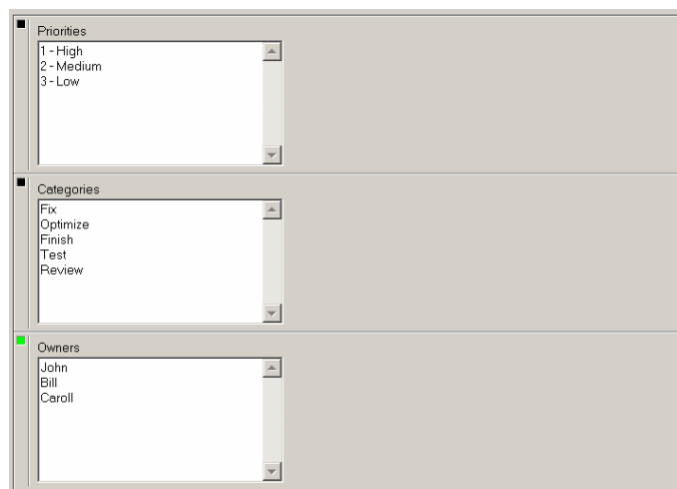 Priorities
1 - High
2 - Medium
3 - Low
Categories
Fix
Optimize
Finish
Test
Review
Owners
John
Bill
Caroll